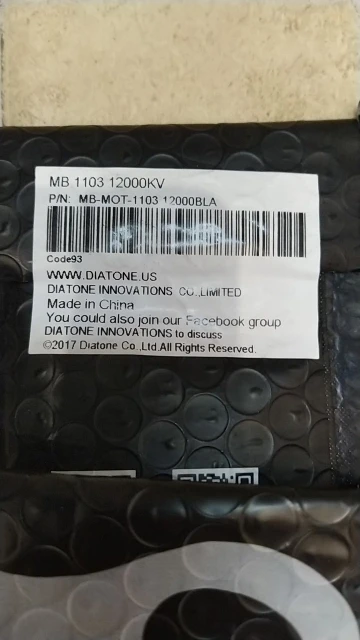 MB 1103 12000KV
P/N: MB-MOT-1103 12000BLA
Code93
WWW.DIATONE.US
DIATONE INNOVATIONS CO.,LIMITED
Made in China
You could also join our Facebook group
DIATONE INNOVATIONS to discuss
©2017 Diatone Co.,Ltd.All Rights Reserved.